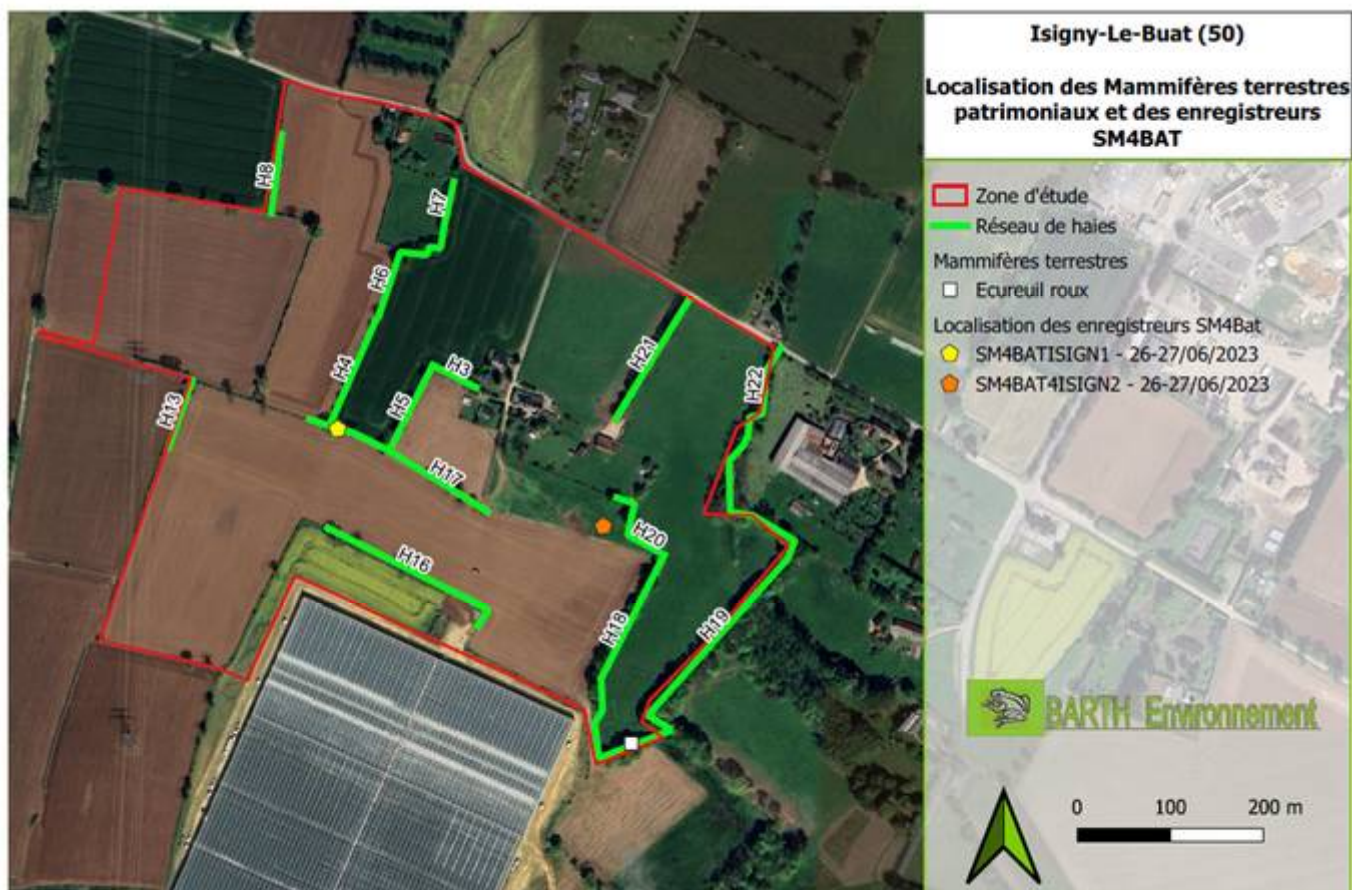 Isigny-Le-Buat (50)
Localisation des Mammifères terrestres
patrimoniaux et des enregistreurs
SM4BAT
Zone d'étude
Réseau de haies
Mammifères terrestres
Ecureuil roux
Localisation des enregistreurs SM4Bat
SM4BATISIGN1 - 26-27/06/2023
SM4BAT4ISIGN2 - 26-27/06/2023
BARTH Environnement
0 100 200 m
H8
H7
H6
H4
H3
H5
H21
H22
H13
H17
H20
H16
H18
H19